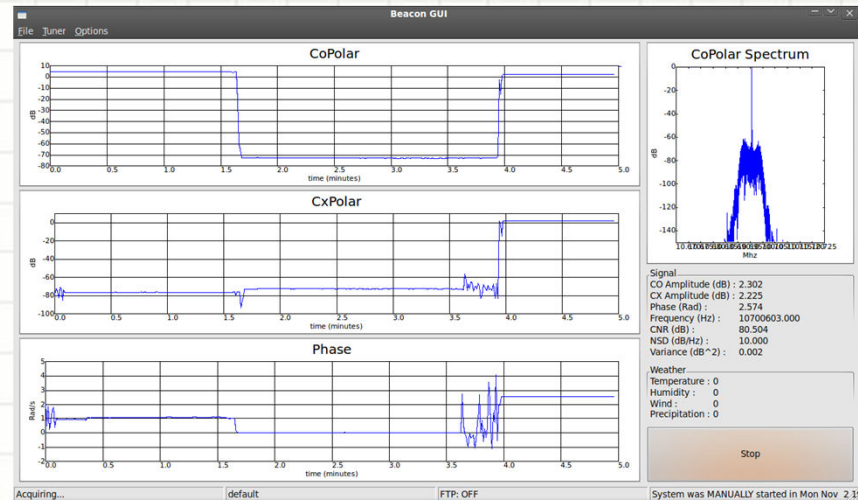 Beacon GUI
File Tuner Options
CoPolar
10
0
-10
-20
-30
-40
-50
-60
-70
-80
dB
0.0 0.5 1.0 1.5 2.0 2.5 3.0 3.5 4.0 4.5 5.0
time (minutes)
CxPolar
0
-20
-40
-60
-80
-100
dB
0.0 0.5 1.0 1.5 2.0 2.5 3.0 3.5 4.0 4.5 5.0
time (minutes)
Phase
5
4
3
2
1
0
-1
-2
Rad/s
0.0 0.5 1.0 1.5 2.0 2.5 3.0 3.5 4.0 4.5 5.0
time (minutes)
CoPolar Spectrum
0
-20
-40
-60
-80
-100
-120
-140
dB
Mhz
Signal
CO Amplitude (dB) : 2.302
CX Amplitude (dB) : 2.225
Phase (Rad) : 2.574
Frequency (Hz) : 10700603.000
CNR (dB) : 80.504
NSD (dB/Hz) : 10.000
Variance (dB^2) : 0.002
Weather
Temperature : 0
Humidity : 0
Wind : 0
Precipitation : 0
Stop
Acquiring... default FTP: OFF System was MANUALLY started in Mon Nov 2